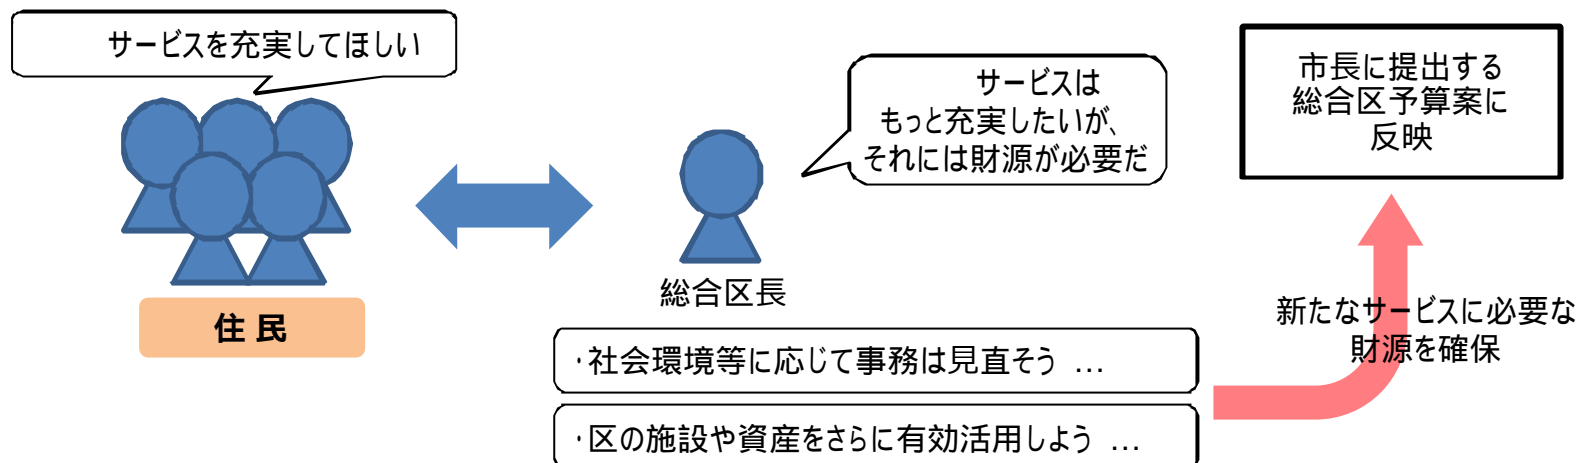 サービスを充実してほしい
サービスは
もっと充実したいが、
それには財源が必要だ
市長に提出する
総合区予算案に
反映
住 民
総合区長
新たなサービスに必要な
財源を確保
・社会環境等に応じて事務は見直そう …
・区の施設や資産をさらに有効活用しよう …